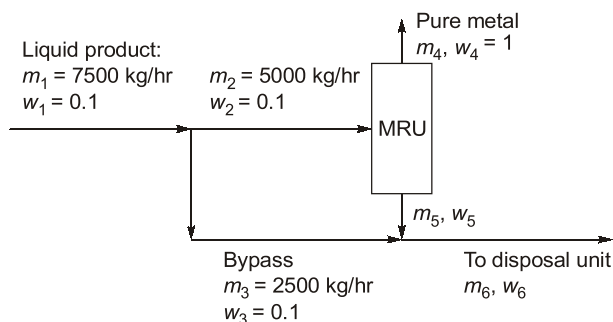 Pure metal
m₄, w₄ = 1
Liquid product:
m₁ = 7500 kg/hr
w₁ = 0.1
m₂ = 5000 kg/hr
w₂ = 0.1
MRU
m₅, w₅
Bypass
m₃ = 2500 kg/hr
w₃ = 0.1
To disposal unit
m₆, w₆